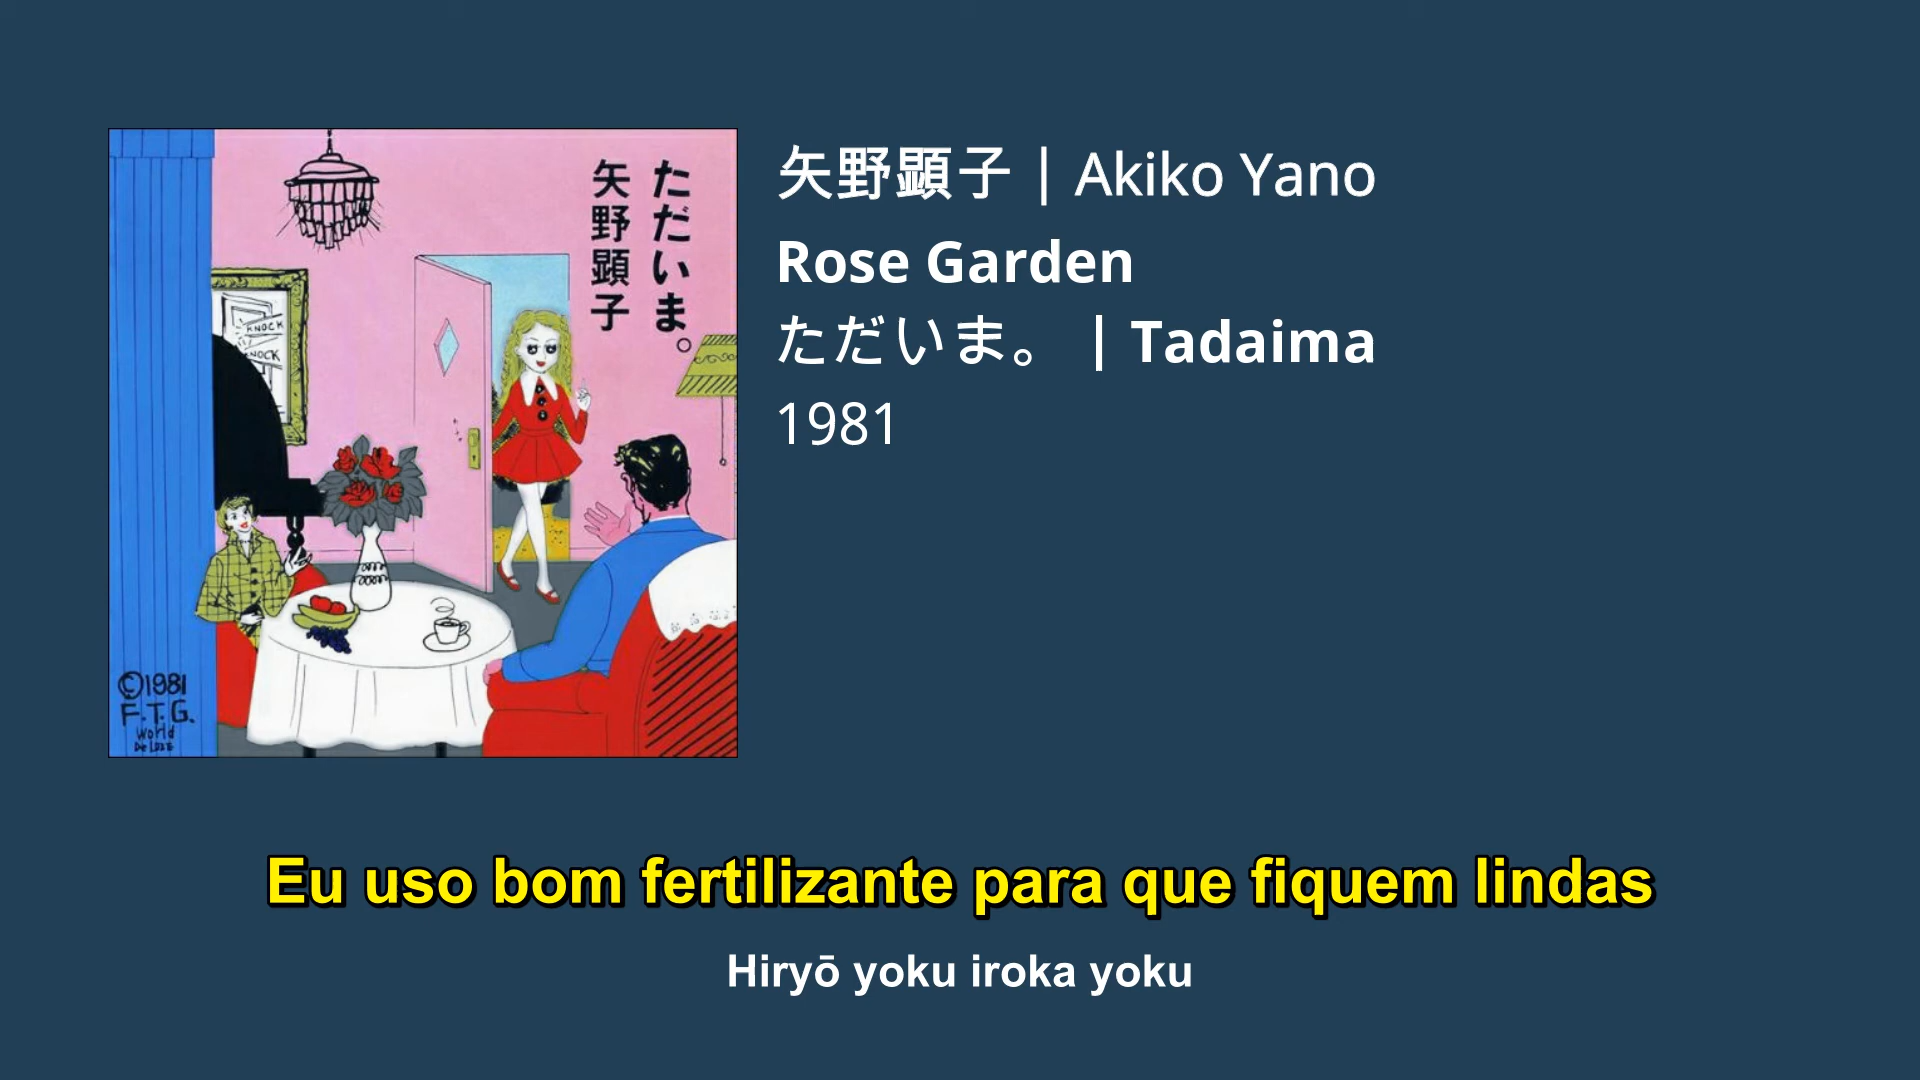 矢野顕子 | Akiko Yano
Rose Garden
ただいま。 | Tadaima
1981
ただいま。
矢野顕子
KNOCK
KNOCK
©1981
F.T.G.
World
Eu uso bom fertilizante para que fiquem lindas
Hiryō yoku iroka yoku